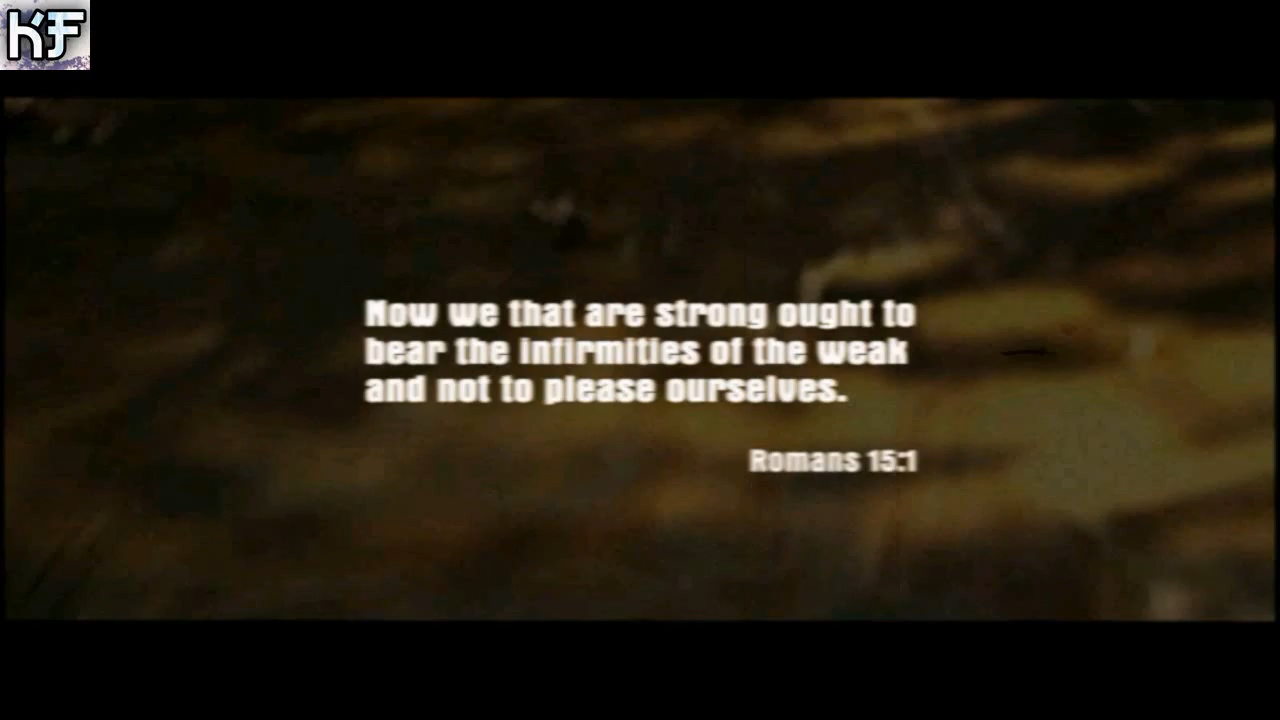 KF
Now we that are strong ought to
bear the infirmities of the weak
and not to please ourselves.
Romans 15:1